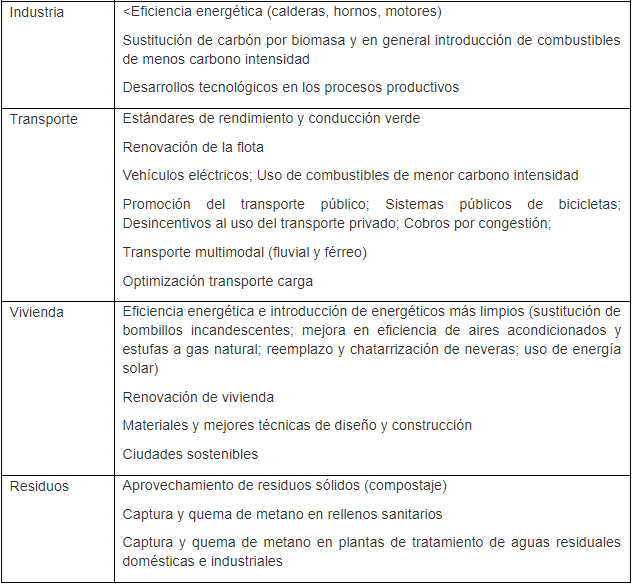 Industria
<Eficiencia energética (calderas, hornos, motores)
Sustitución de carbón por biomasa y en general introducción de combustibles
de menos carbono intensidad
Desarrollos tecnológicos en los procesos productivos
Transporte
Estándares de rendimiento y conducción verde
Renovación de la flota
Vehículos eléctricos; Uso de combustibles de menor carbono intensidad
Promoción del transporte público; Sistemas públicos de bicicletas;
Desincentivos al uso del transporte privado; Cobros por congestión;
Transporte multimodal (fluvial y férreo)
Optimización transporte carga
Vivienda
Eficiencia energética e introducción de energéticos más limpios (sustitución de
bombillos incandescentes; mejora en eficiencia de aires acondicionados y
estufas a gas natural; reemplazo y chatarrización de neveras; uso de energía
solar)
Renovación de vivienda
Materiales y mejores técnicas de diseño y construcción
Ciudades sostenibles
Residuos
Aprovechamiento de residuos sólidos (compostaje)
Captura y quema de metano en rellenos sanitarios
Captura y quema de metano en plantas de tratamiento de aguas residuales
domésticas e industriales